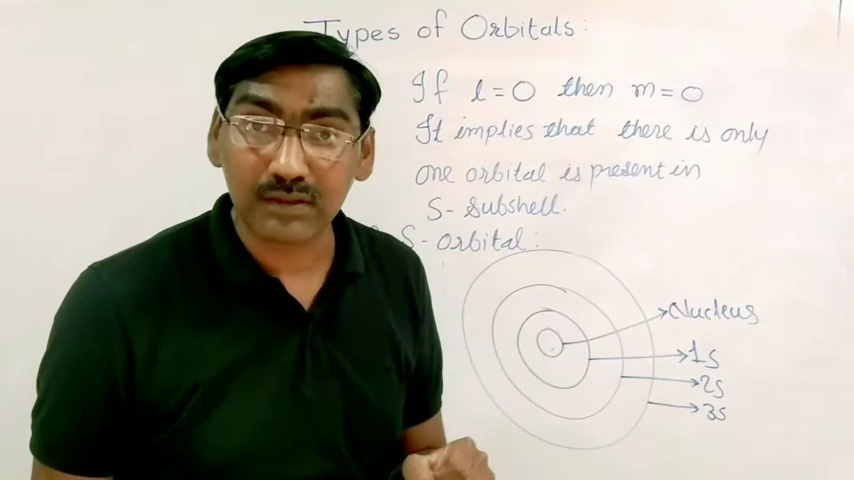 Types of Orbitals:
If l = 0 then m = 0
It implies that there is only
one orbital is present in
S - Subshell.
S - orbital:
Nucleus
1s
2s
3s